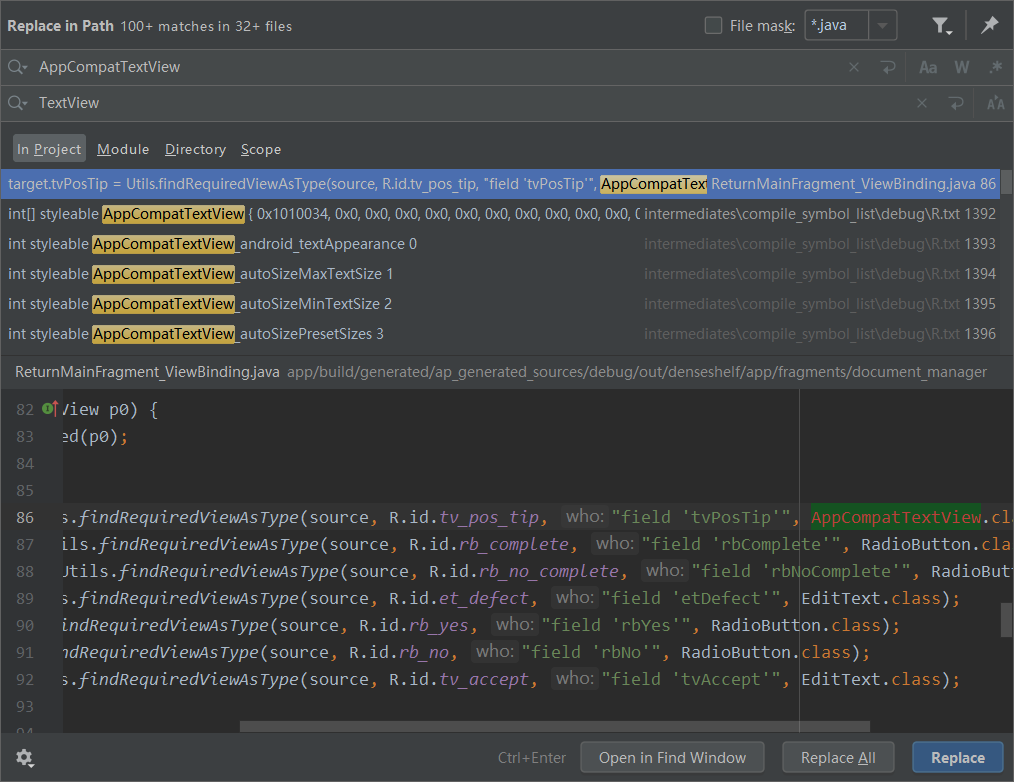 Replace in Path 100+ matches in 32+ files File mask: *.java
AppCompatTextView Aa W .*
TextView AA
In Project Module Directory Scope
target.tvPosTip = Utils.findRequiredViewAsType(source, R.id.tv_pos_tip, "field 'tvPosTip'", AppCompatText ReturnMainFragment_ViewBinding.java 86
int[] styleable AppCompatTextView { 0x1010034, 0x0, 0x0, 0x0, 0x0, 0x0, 0x0, 0x0, 0x0, 0x0, 0x0, 0x0, 0 intermediates\compile_symbol_list\debug\R.txt 1392
int styleable AppCompatTextView_android_textAppearance 0 intermediates\compile_symbol_list\debug\R.txt 1393
int styleable AppCompatTextView_autoSizeMaxTextSize 1 intermediates\compile_symbol_list\debug\R.txt 1394
int styleable AppCompatTextView_autoSizeMinTextSize 2 intermediates\compile_symbol_list\debug\R.txt 1395
int styleable AppCompatTextView_autoSizePresetSizes 3 intermediates\compile_symbol_list\debug\R.txt 1396
ReturnMainFragment_ViewBinding.java app/build/generated/ap_generated_sources/debug/out/denseshelf/app/fragments/document_manager
82 View p0) {
83 ed(p0);
84
85
86 s.findRequiredViewAsType(source, R.id.tv_pos_tip, who: "field 'tvPosTip'", AppCompatTextView.cl
87 ils.findRequiredViewAsType(source, R.id.rb_complete, who: "field 'rbComplete'", RadioButton.cla
88 Utils.findRequiredViewAsType(source, R.id.rb_no_complete, who: "field 'rbNoComplete'", RadioButt
89 s.findRequiredViewAsType(source, R.id.et_defect, who: "field 'etDefect'", EditText.class);
90 indRequiredViewAsType(source, R.id.rb_yes, who: "field 'rbYes'", RadioButton.class);
91 ndRequiredViewAsType(source, R.id.rb_no, who: "field 'rbNo'", RadioButton.class);
92 s.findRequiredViewAsType(source, R.id.tv_accept, who: "field 'tvAccept'", EditText.class);
93
94
Ctrl+Enter Open in Find Window Replace All Replace